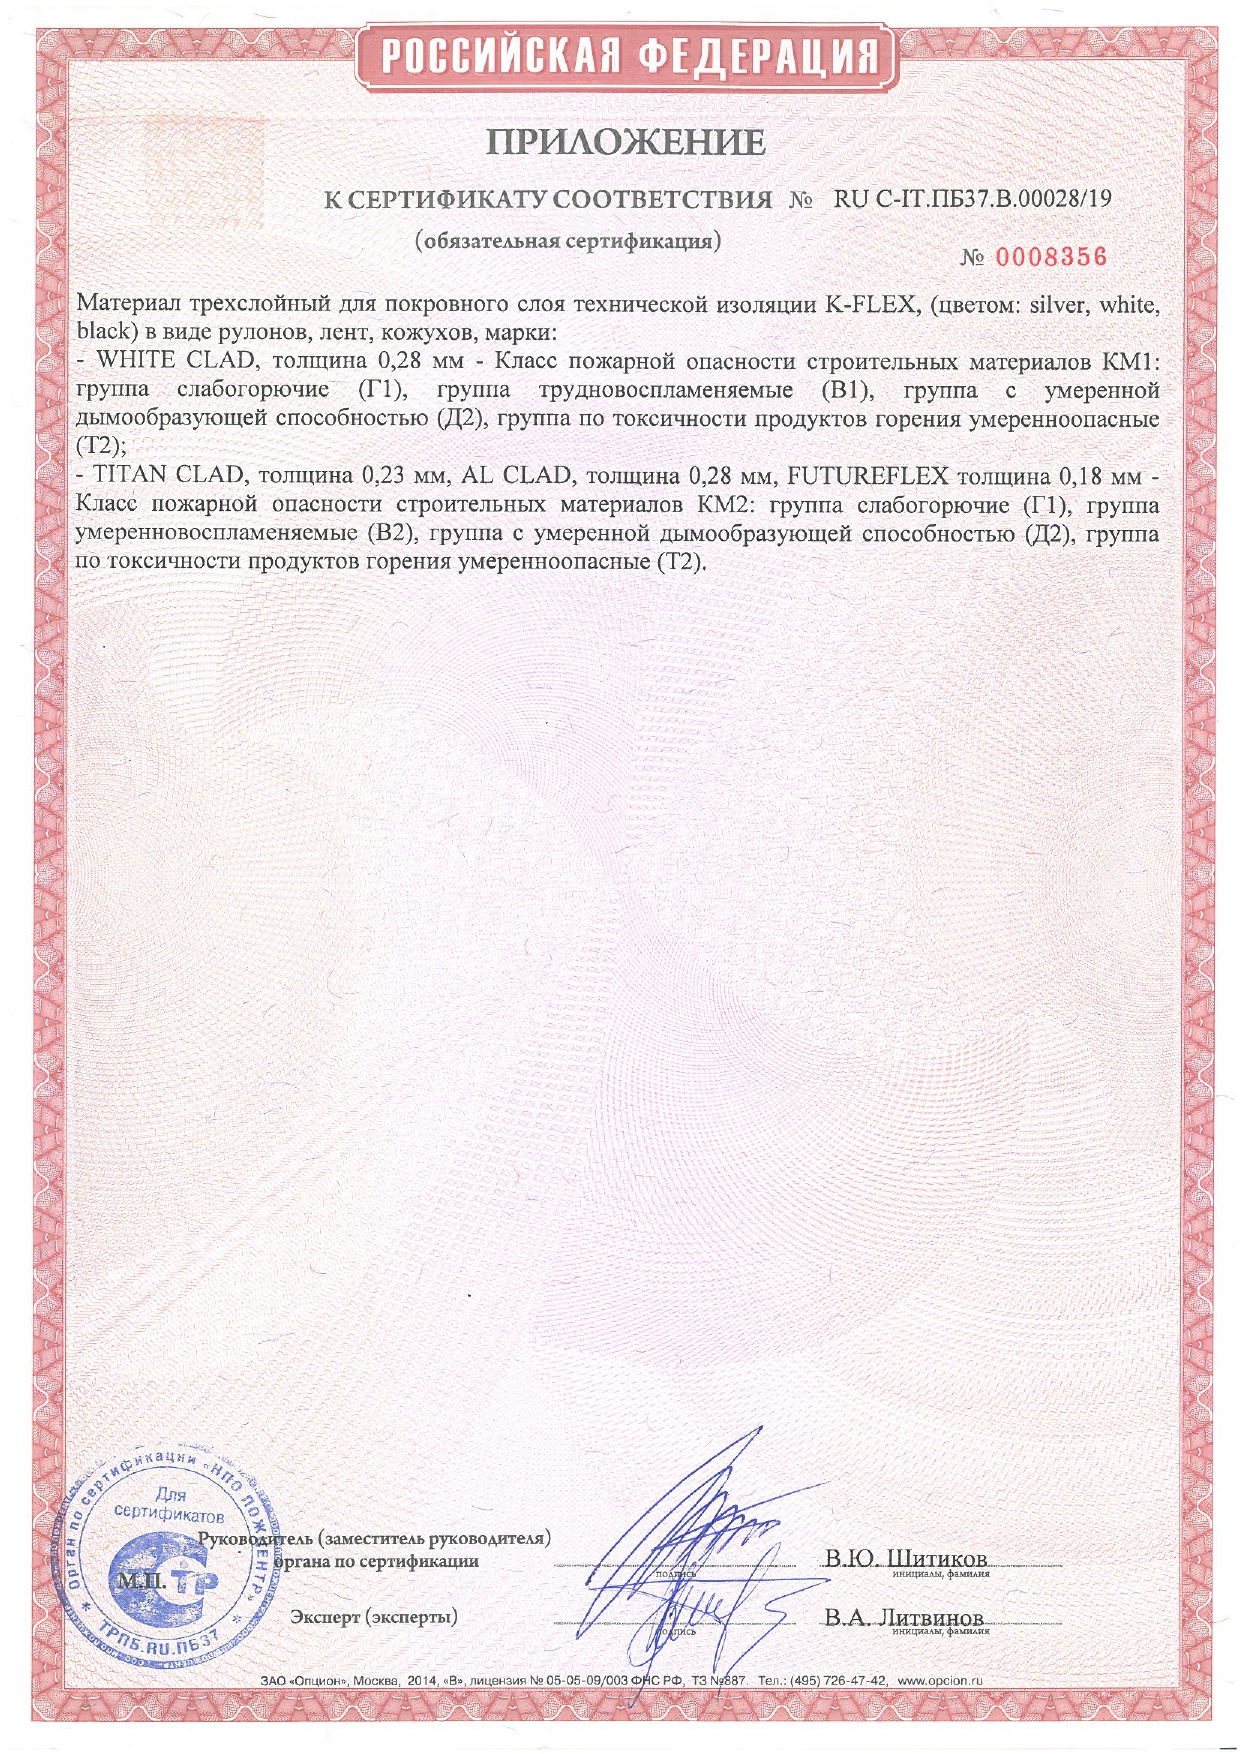 РОССИЙСКАЯ ФЕДЕРАЦИЯ
ПРИЛОЖЕНИЕ
К СЕРТИФИКАТУ СООТВЕТСТВИЯ № RU C-IT.ПБ37.В.00028/19
(обязательная сертификация)
№ 0008356
Материал трехслойный для покровного слоя технической изоляции K-FLEX, (цветом: silver, white,
black) в виде рулонов, лент, кожухов, марки:
- WHITE CLAD, толщина 0,28 мм - Класс пожарной опасности строительных материалов КМ1:
группа слабогорючие (Г1), группа трудновоспламеняемые (В1), группа с умеренной
дымообразующей способностью (Д2), группа по токсичности продуктов горения умеренноопасные
(Т2);
- TITAN CLAD, толщина 0,23 мм, AL CLAD, толщина 0,28 мм, FUTUREFLEX толщина 0,18 мм -
Класс пожарной опасности строительных материалов КМ2: группа слабогорючие (Г1), группа
умеренновоспламеняемые (В2), группа с умеренной дымообразующей способностью (Д2), группа
по токсичности продуктов горения умеренноопасные (Т2).
Орган по сертификации «НПО ПОЖЦЕНТР»
Для
сертификатов
ТР
ТРПБ.RU.ПБ37
М.П.
Руководитель (заместитель руководителя)
органа по сертификации
подпись
В.Ю. Шитиков
инициалы, фамилия
Эксперт (эксперты)
подпись
В.А. Литвинов
инициалы, фамилия
ЗАО «Опцион», Москва, 2014, «В», лицензия № 05-05-09/003 ФНС РФ, ТЗ №887. Тел.: (495) 726-47-42, www.opcion.ru